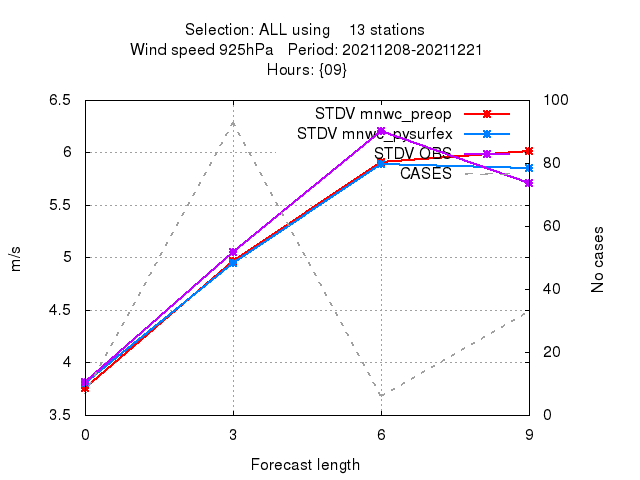 Selection: ALL using 13 stations
Wind speed 925hPa Period: 20211208-20211221
Hours: {09}
6.5
6
5.5
5
4.5
4
3.5
100
80
60
40
20
0
STDV mnwc_preop
STDV mnwc_pysurfex
STDV OBS
CASES
m/s
No cases
0 3 6 9
Forecast length